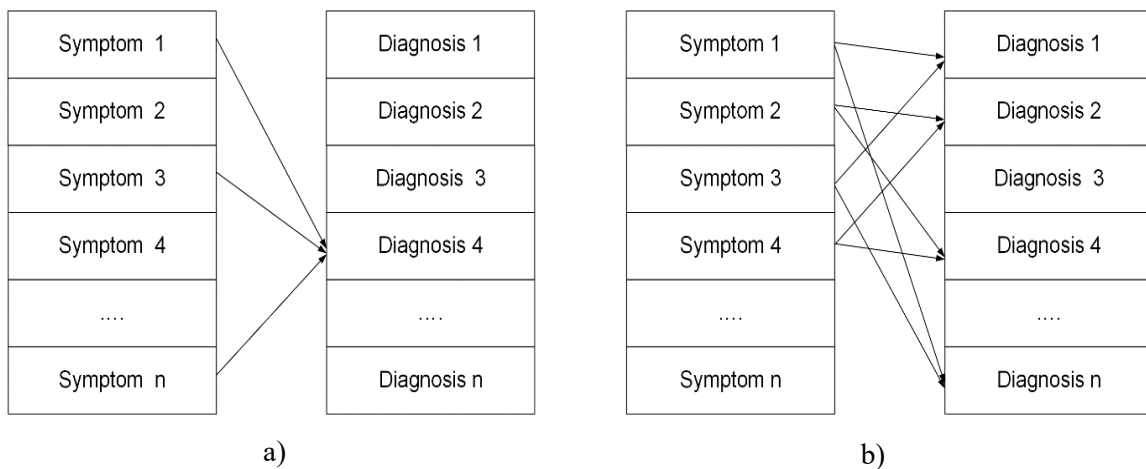 Symptom 1
Diagnosis 1
Symptom 2
Diagnosis 2
Symptom 3
Diagnosis 3
Symptom 4
Diagnosis 4
....
....
Symptom n
Diagnosis n
a)
Symptom 1
Diagnosis 1
Symptom 2
Diagnosis 2
Symptom 3
Diagnosis 3
Symptom 4
Diagnosis 4
....
....
Symptom n
Diagnosis n
b)